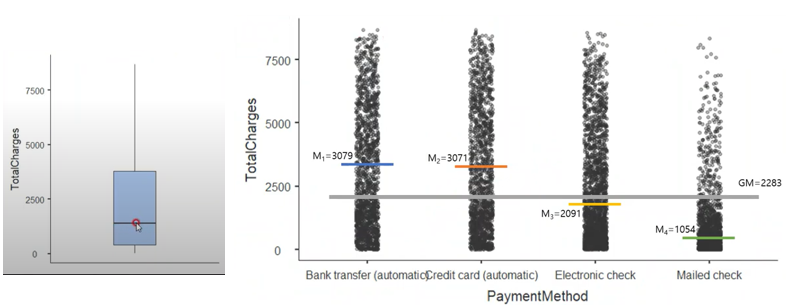 TotalCharges
7500
5000
2500
0
TotalCharges
7500
5000
2500
0
M1=3079
M2=3071
M3=2091
M4=1054
GM=2283
Bank transfer (automatic)
Credit card (automatic)
Electronic check
Mailed check
PaymentMethod